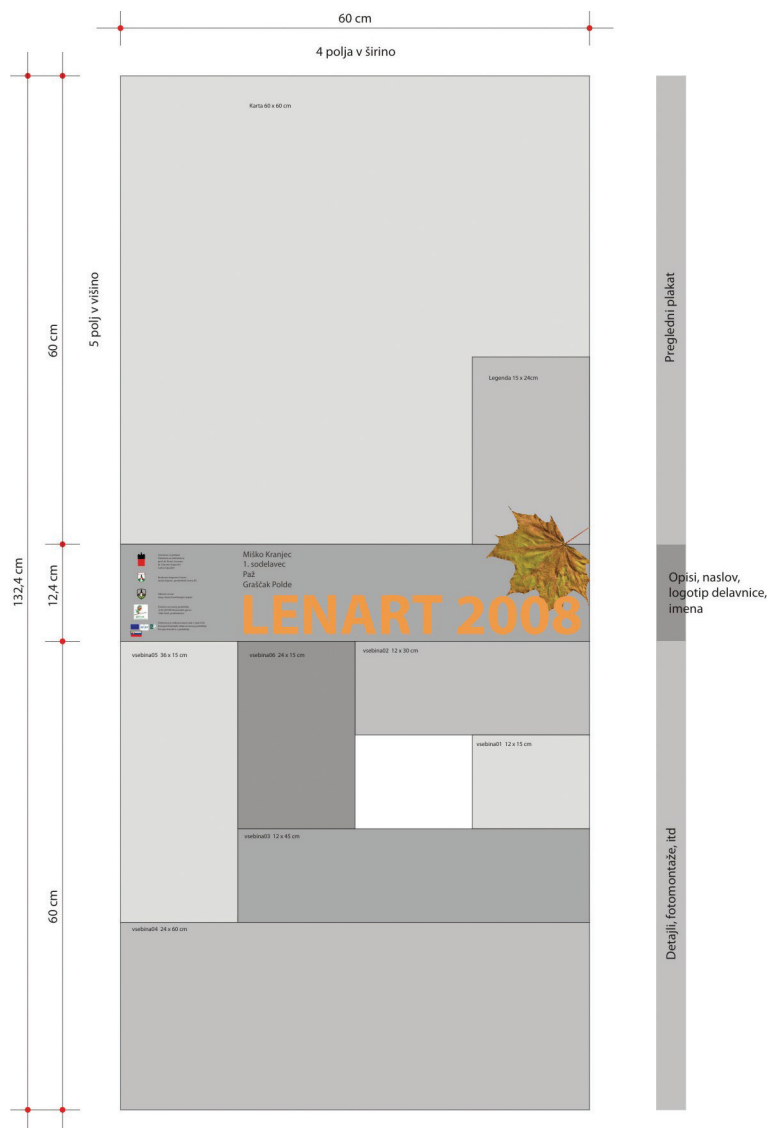 60 cm
4 polja v širino
Karta 60 x 60 cm
5 polj v višino
60 cm
Pregledni plakat
Legenda 15 x 24cm
132,4 cm
12,4 cm
Miško Kranjec
1. sodelavec
Paž
Graščak Polde
LENART 2008
Opisi, naslov,
logotip delavnice,
imena
vsebina05 36 x 15 cm
vsebina06 24 x 15 cm
vsebina02 12 x 30 cm
vsebina01 12 x 15 cm
vsebina03 12 x 45 cm
60 cm
Detajli, fotomontaže, itd
vsebina04 24 x 60 cm